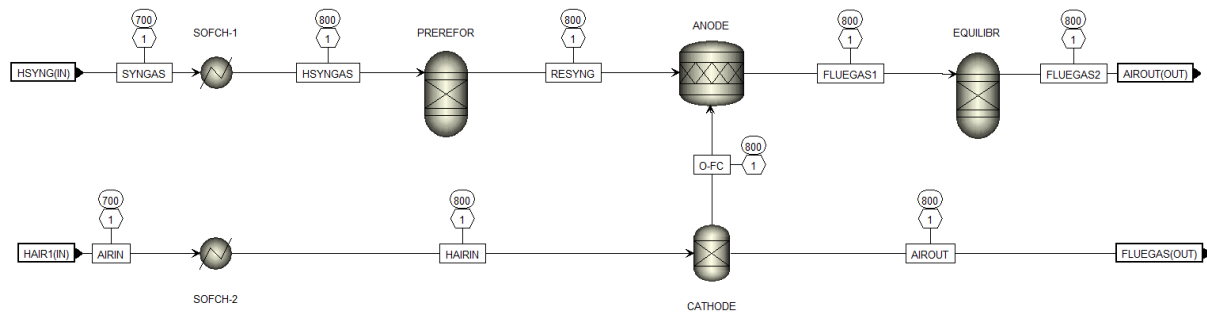 700
1
SOFCH-1
800
1
PREREFOR
800
1
ANODE
800
1
EQUILIBR
800
1
HSYNG(IN)
SYNGAS
HSYNGAS
RESYNG
FLUEGAS1
FLUEGAS2
AIROUT(OUT)
O-FC
800
1
700
1
800
1
800
1
HAIR1(IN)
AIRIN
HAIRIN
AIROUT
FLUEGAS(OUT)
SOFCH-2
CATHODE